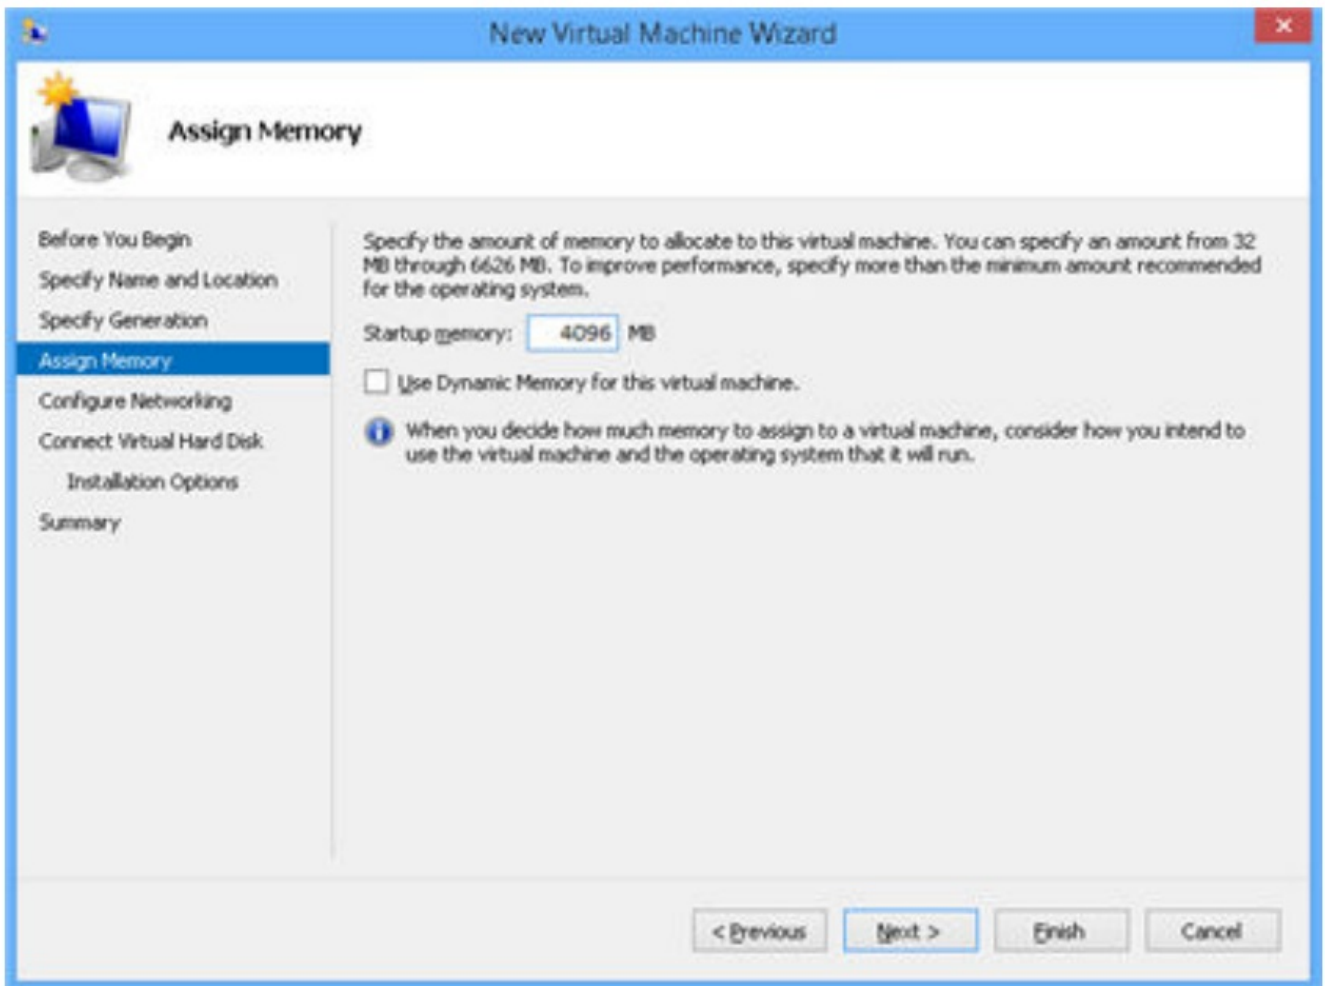 New Virtual Machine Wizard
Assign Memory
Before You Begin
Specify Name and Location
Specify Generation
Assign Memory
Configure Networking
Connect Virtual Hard Disk
Installation Options
Summary
Specify the amount of memory to allocate to this virtual machine. You can specify an amount from 32
MB through 6626 MB. To improve performance, specify more than the minimum amount recommended
for the operating system.
Startup memory: 4096 MB
Use Dynamic Memory for this virtual machine.
When you decide how much memory to assign to a virtual machine, consider how you intend to
use the virtual machine and the operating system that it will run.
< Previous Next > Finish Cancel